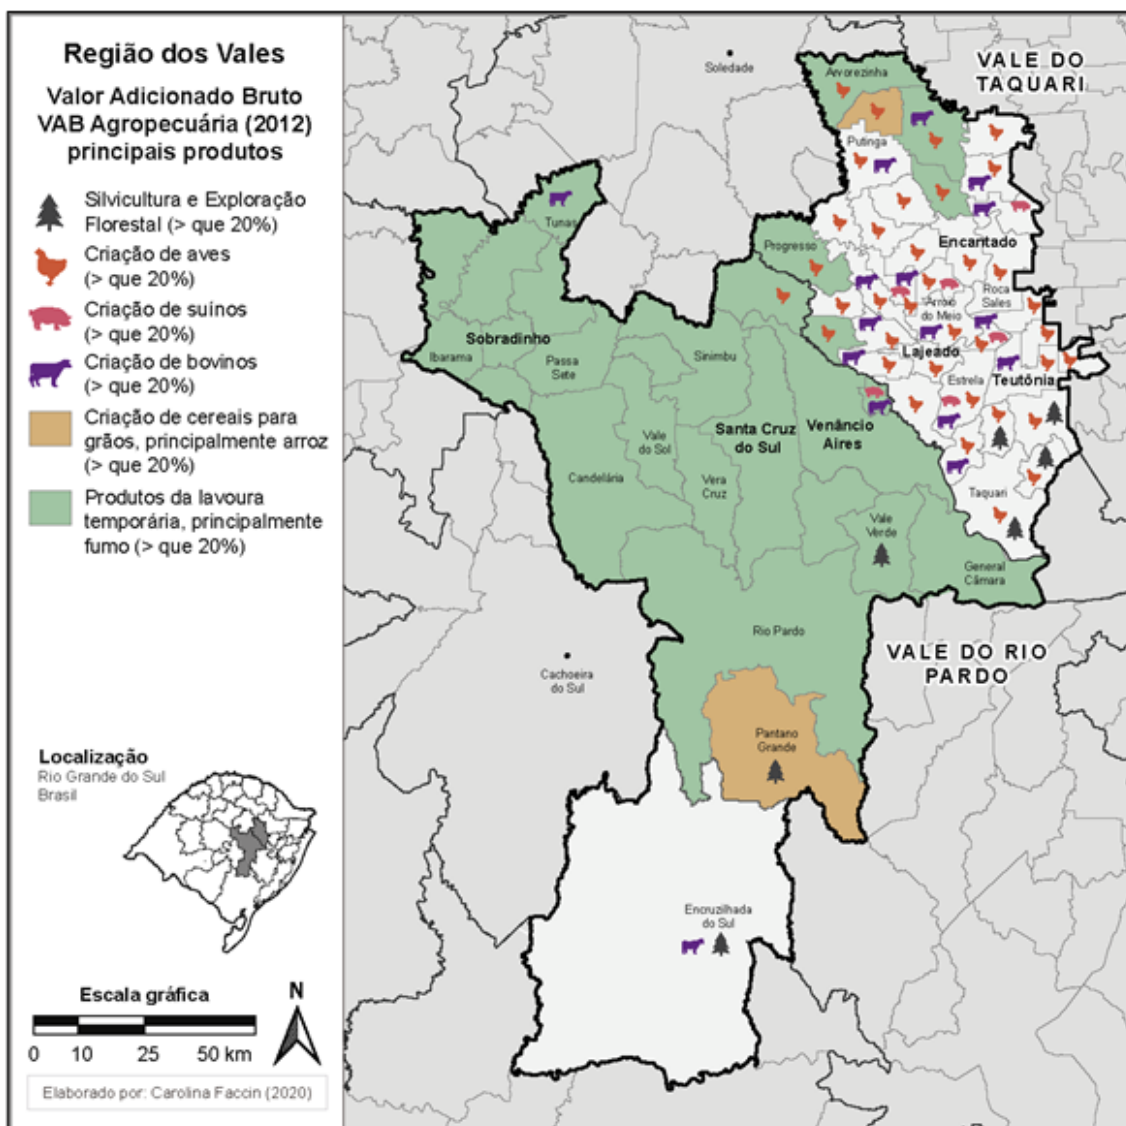 Região dos Vales
Valor Adicionado Bruto
VAB Agropecuária (2012)
principais produtos
Silvicultura e Exploração
Florestal (> que 20%)
Criação de aves
(> que 20%)
Criação de suínos
(> que 20%)
Criação de bovinos
(> que 20%)
Criação de cereais para
grãos, principalmente arroz
(> que 20%)
Produtos da lavoura
temporária, principalmente
fumo (> que 20%)
Localização
Rio Grande do Sul
Brasil
Escala gráfica
N
0 10 25 50 km
Elaborado por: Carolina Faccin (2020)
VALE DO
TAQUARI
Soledade
Arvorezinha
Putinga
Tunas
Encantado
Progresso
Roca
Sales
Arroio
do Meio
Sobradinho
Ibarama
Passa
Sete
Sinimbu
Lajeado
Estrela
Teutônia
Santa Cruz
do Sul
Venâncio
Aires
Vale
do Sol
Candelária
Vera
Cruz
Taquari
Vale
Verde
General
Câmara
Rio Pardo
VALE DO RIO
PARDO
Cachoeira
do Sul
Pantano
Grande
Encruzilhada
do Sul